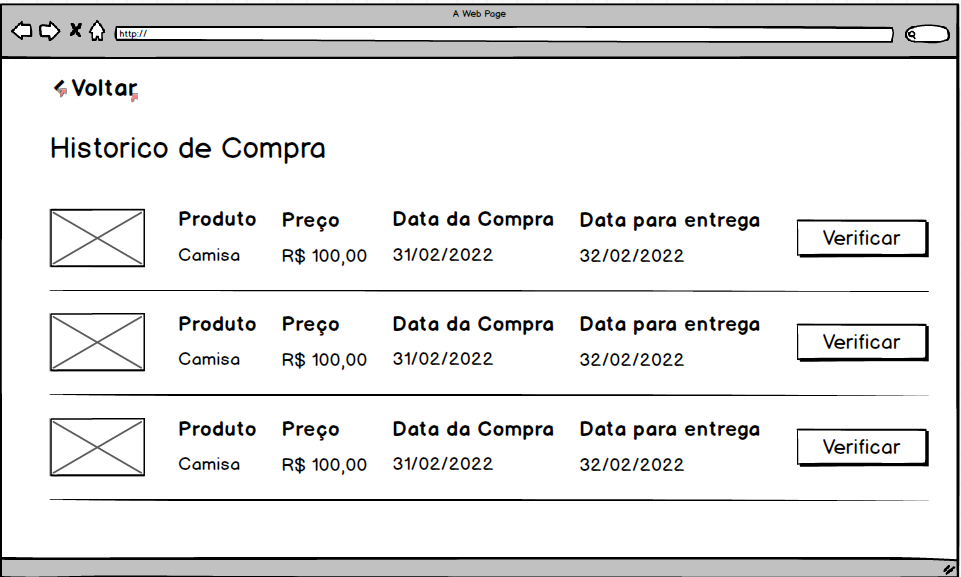 A Web Page
http://
Voltar
Historico de Compra
Produto Preço Data da Compra Data para entrega
Camisa R$ 100,00 31/02/2022 32/02/2022
Verificar
Produto Preço Data da Compra Data para entrega
Camisa R$ 100,00 31/02/2022 32/02/2022
Verificar
Produto Preço Data da Compra Data para entrega
Camisa R$ 100,00 31/02/2022 32/02/2022
Verificar